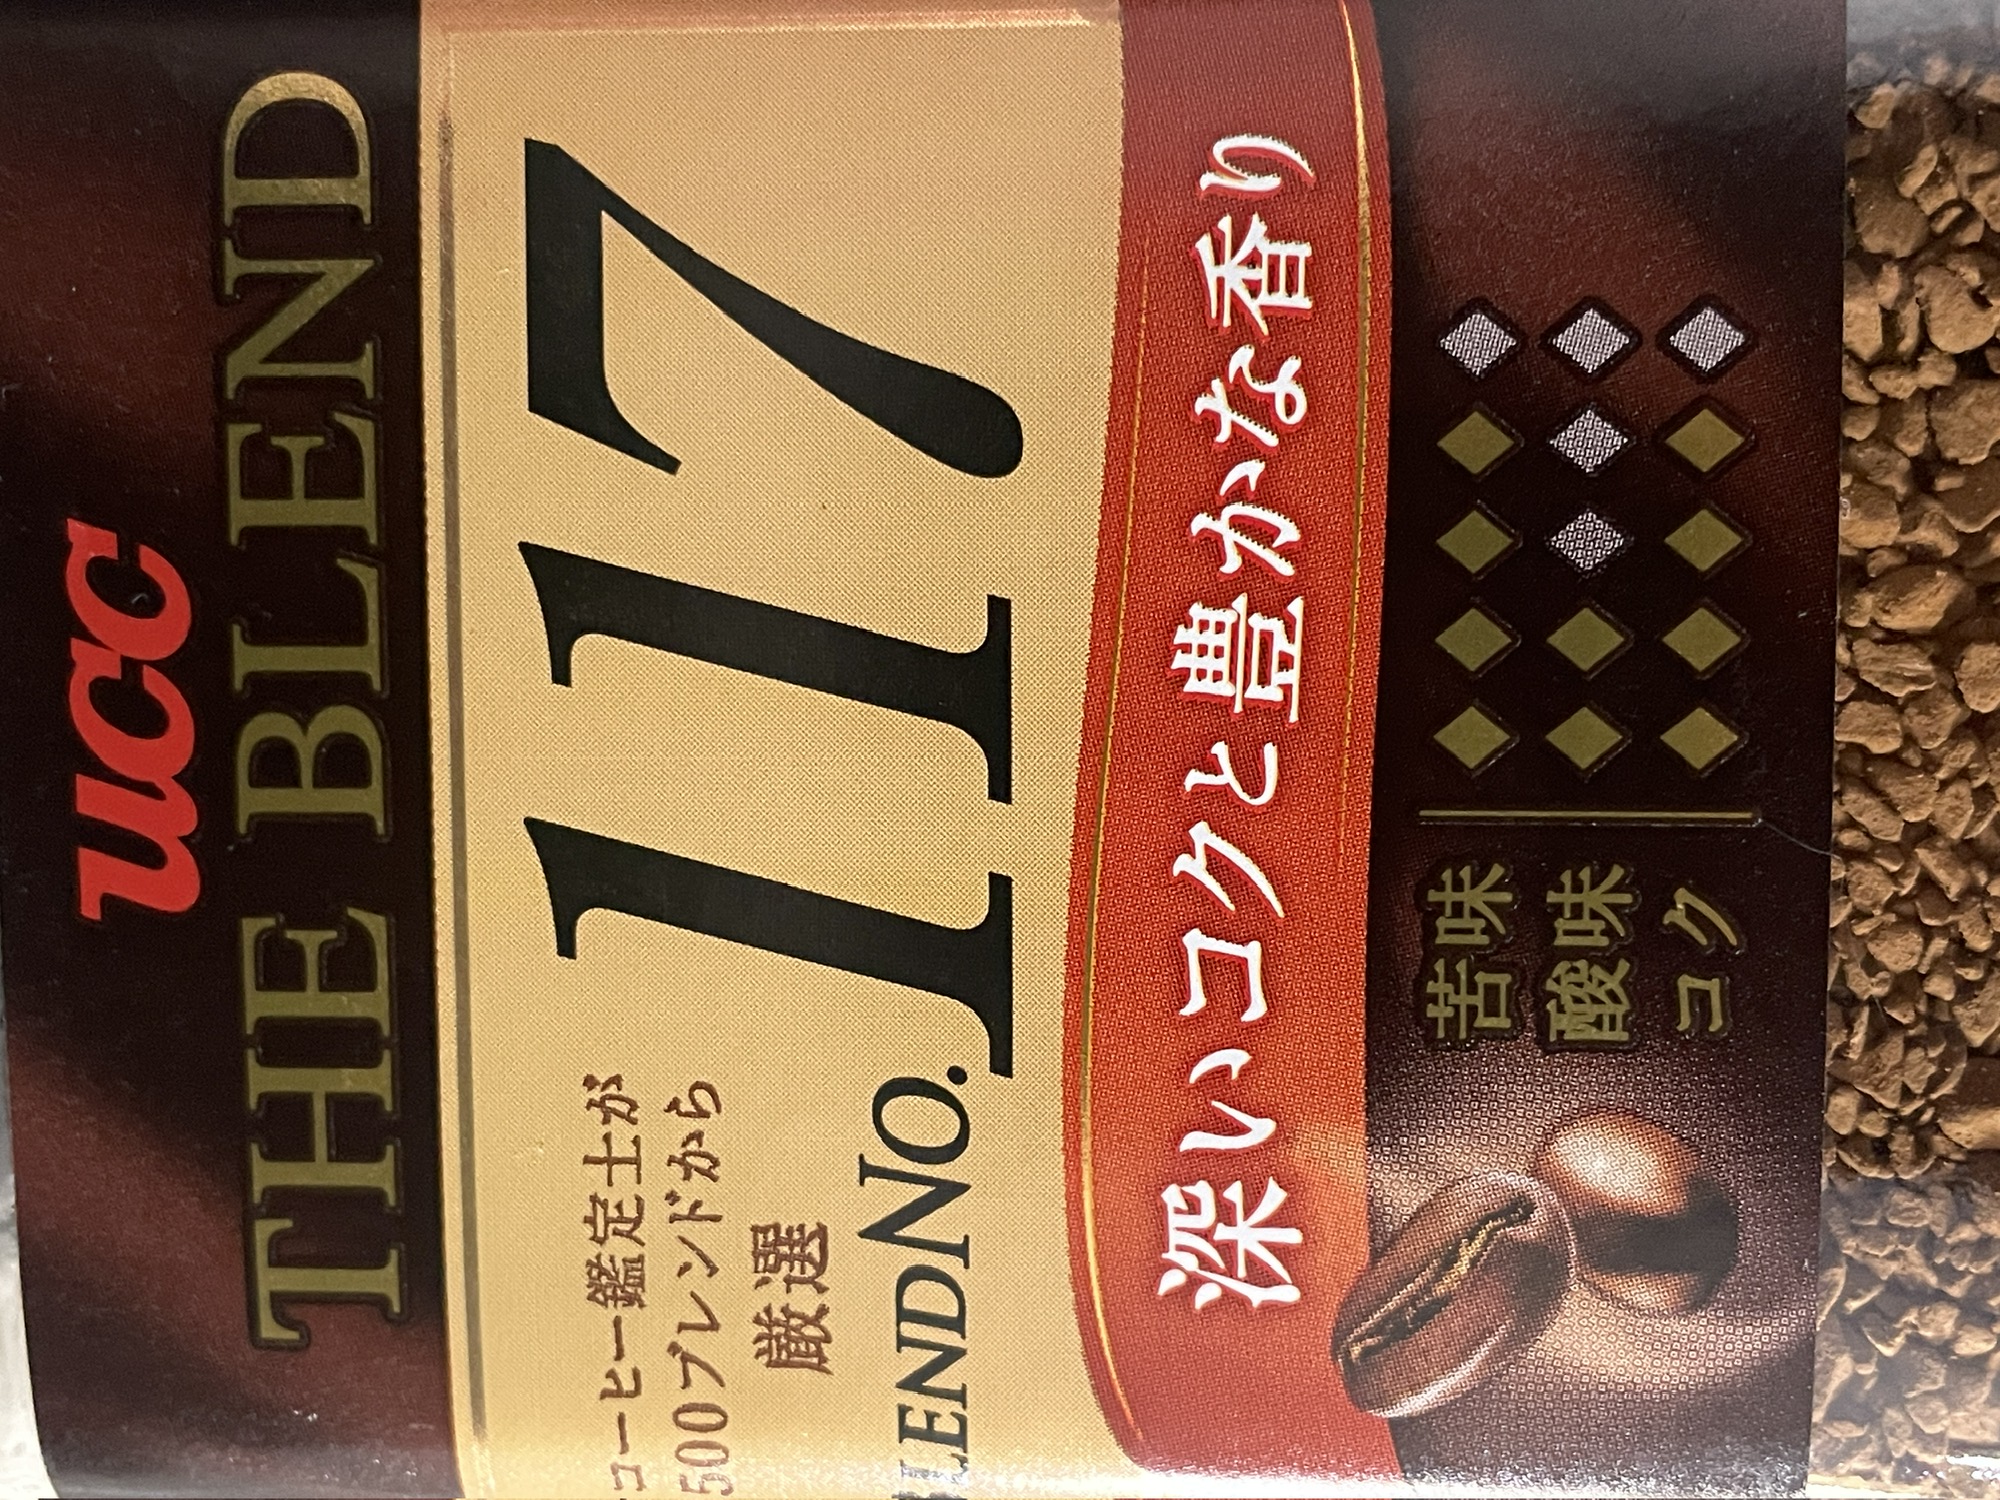 ucc
THE BLEND
コーヒー鑑定士が
500ブレンドから
厳選
BLEND NO.
117
深いコクと豊かな香り
苦味
酸味
コク